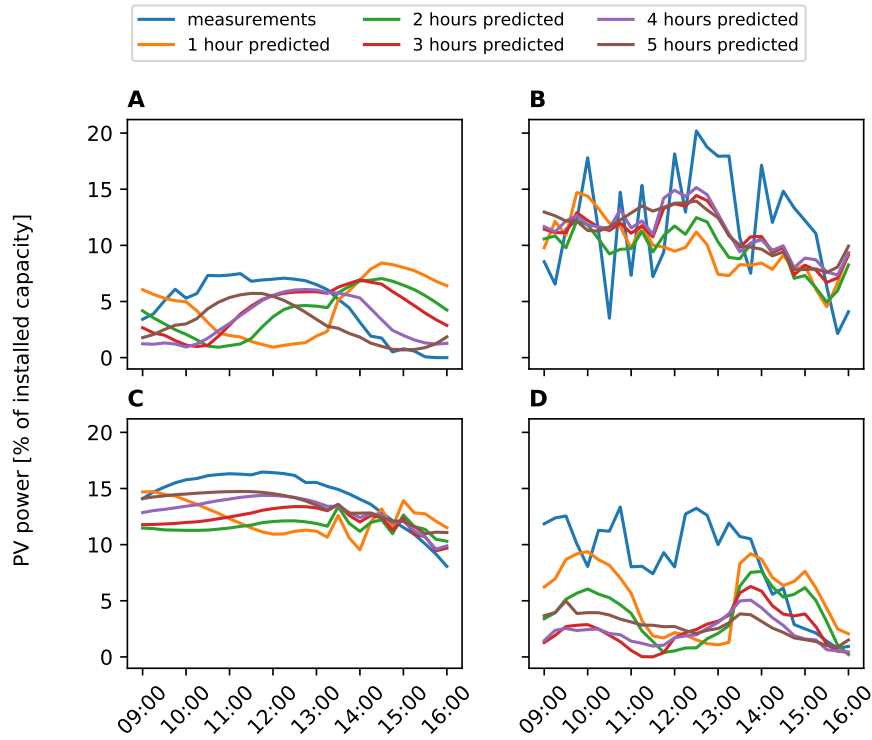 measurements
1 hour predicted
2 hours predicted
3 hours predicted
4 hours predicted
5 hours predicted
PV power [% of installed capacity]
A
20
15
10
5
0
B
C
20
15
10
5
0
09:00
10:00
11:00
12:00
13:00
14:00
15:00
16:00
D
09:00
10:00
11:00
12:00
13:00
14:00
15:00
16:00